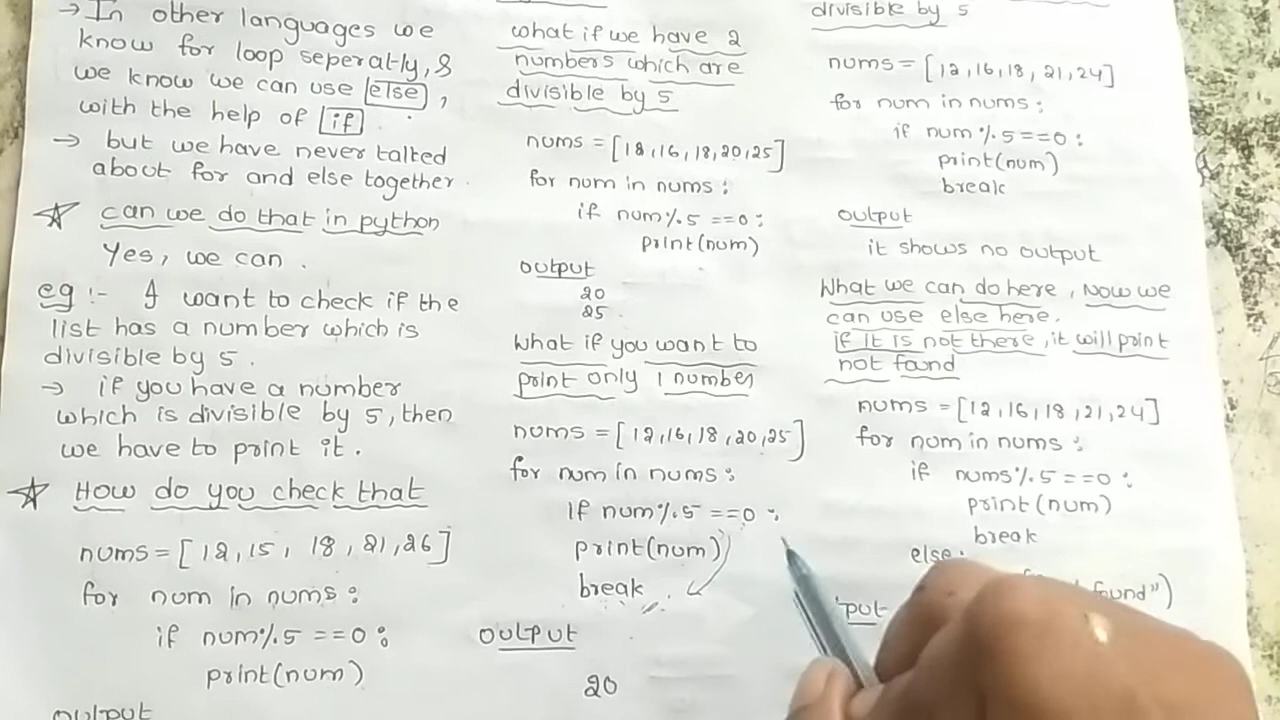 → In other languages we
know for loop seperatly, &
we know we can use else,
with the help of if
→ but we have never talted
about for and else together.
☆ can we do that in python
Yes, we can.
eg :- I want to check if the
list has a number which is
divisible by 5.
→ if you have a number
which is divisible by 5, then
we have to print it.
☆ How do you check that
nums = [12, 15, 18, 21, 26]
for num in nums :
if num % 5 == 0 :
print(num)
output
what if we have 2
numbers which are
divisible by 5
nums = [18, 16, 18, 20, 25]
for num in nums :
if num % 5 == 0 :
print(num)
output
20
25
What if you want to
print only 1 number
nums = [12, 16, 18, 20, 25]
for num in nums :
If num % 5 == 0 :
print(num)
break
output
20
divisible by 5
nums = [12, 16, 18, 21, 24]
for num in nums :
if num % 5 == 0 :
print(num)
break
output
it shows no output
What we can do here, Now we
can use else here.
if it is not there, it will print
not found
nums = [12, 16, 18, 21, 24]
for num in nums :
if nums % 5 == 0 :
print(num)
break
else:
found")